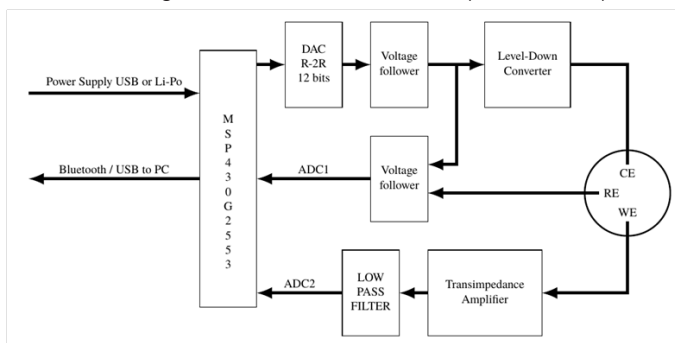 DAC
R-2R
12 bits
Voltage
follower
Level-Down
Converter
Power Supply USB or Li-Po
M
S
P
4
3
0
G
2
5
5
3
Bluetooth / USB to PC
ADC1
Voltage
follower
CE
RE
WE
ADC2
LOW
PASS
FILTER
Transimpedance
Amplifier